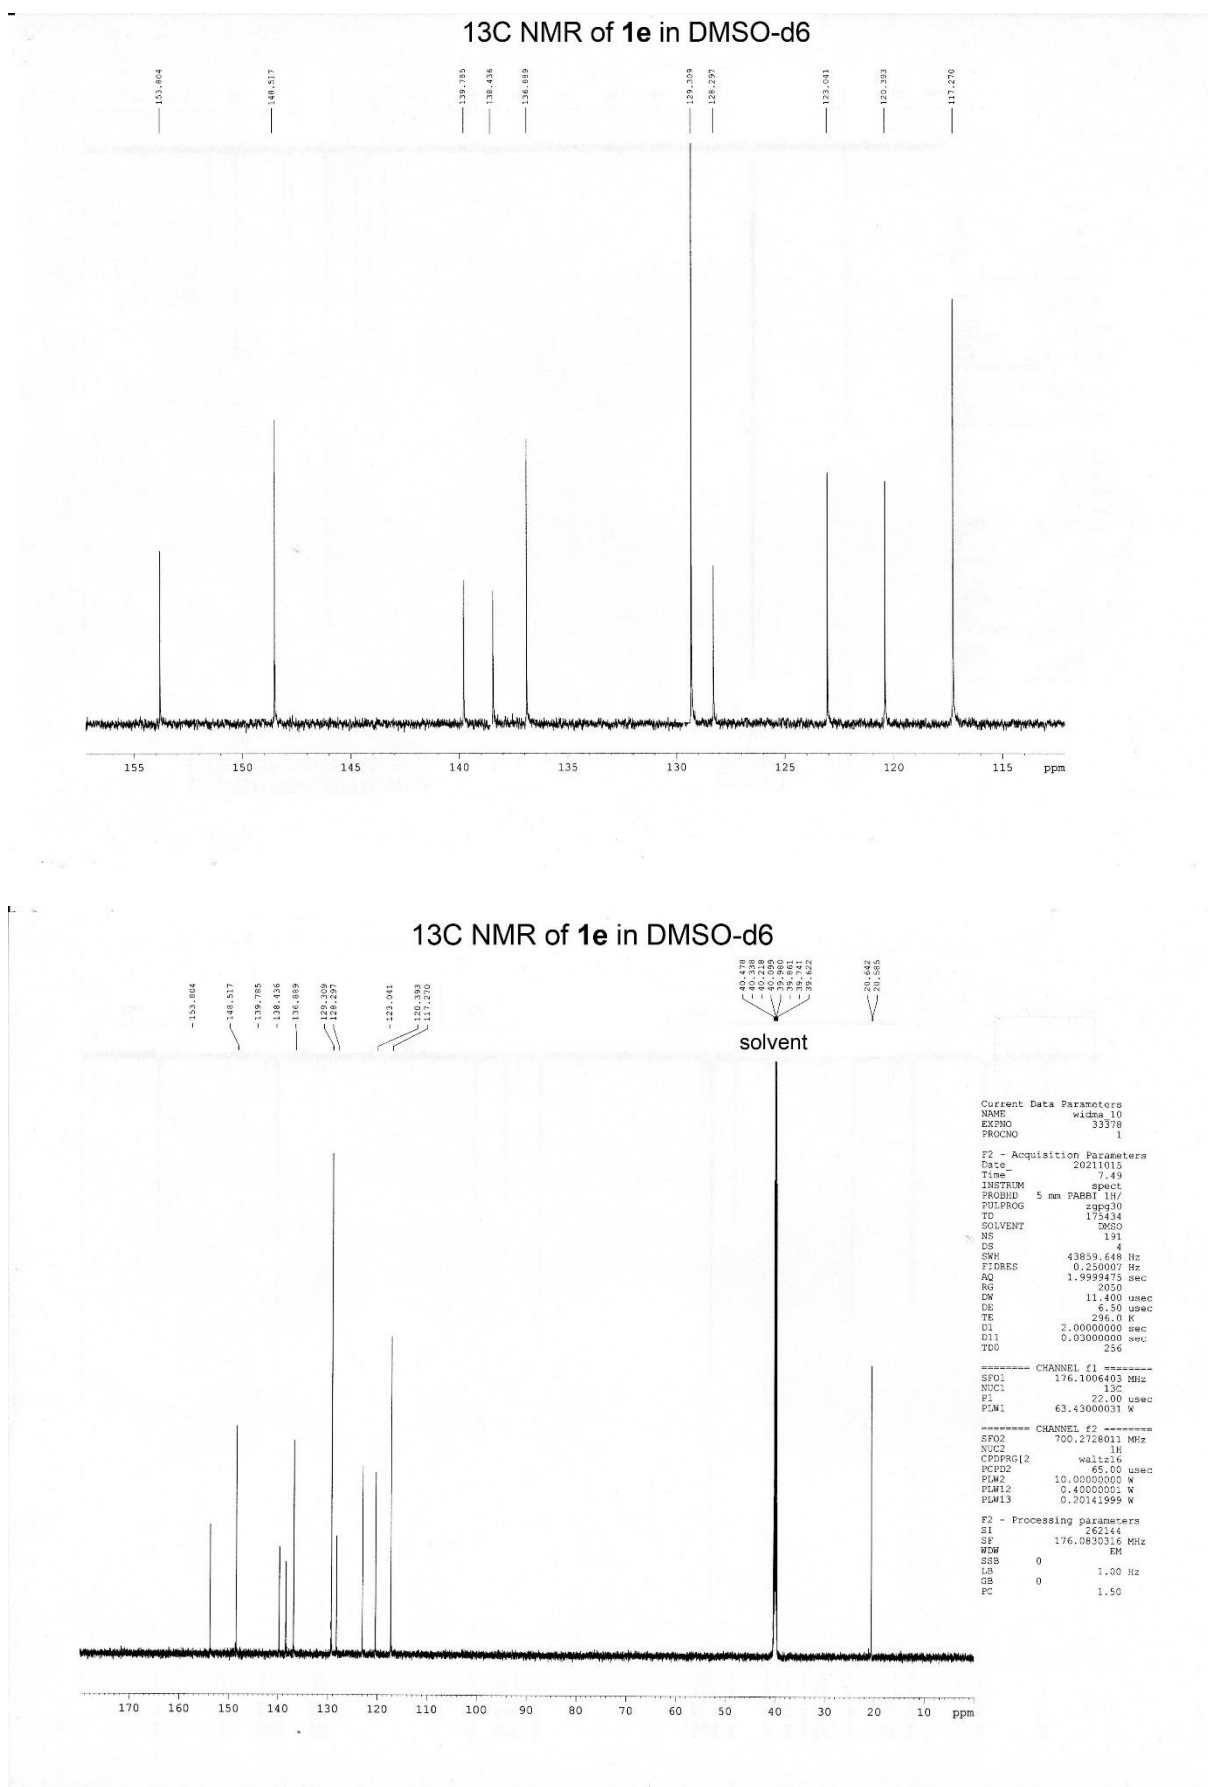 13C NMR of 1e in DMSO-d6
153.804
148.517
139.785
138.436
136.889
129.309
128.297
123.041
120.393
117.270
155 150 145 140 135 130 125 120 115 ppm
13C NMR of 1e in DMSO-d6
153.804
148.517
139.785
138.436
136.889
129.309
128.297
123.041
120.393
117.270
40.478
40.338
40.218
40.099
39.980
39.861
39.741
39.622
20.642
20.585
solvent
Current Data Parameters
NAME widma_10
EXPNO 33378
PROCNO 1
F2 - Acquisition Parameters
Date_ 20211015
Time 7.49
INSTRUM spect
PROBHD 5 mm PABBI 1H/
PULPROG zgpg30
TD 175434
SOLVENT DMSO
NS 191
DS 4
SWH 43859.648 Hz
FIDRES 0.250007 Hz
AQ 1.9999475 sec
RG 2050
DW 11.400 usec
DE 6.50 usec
TE 296.0 K
D1 2.00000000 sec
D11 0.03000000 sec
TD0 256
======== CHANNEL f1 ========
SFO1 176.1006403 MHz
NUC1 13C
P1 22.00 usec
PLW1 63.43000031 W
======== CHANNEL f2 ========
SFO2 700.2728011 MHz
NUC2 1H
CPDPRG[2 waltz16
PCPD2 65.00 usec
PLW2 10.00000000 W
PLW12 0.40000001 W
PLW13 0.20141999 W
F2 - Processing parameters
SI 262144
SF 176.0830316 MHz
WDW EM
SSB 0
LB 1.00 Hz
GB 0
PC 1.50
170 160 150 140 130 120 110 100 90 80 70 60 50 40 30 20 10 ppm